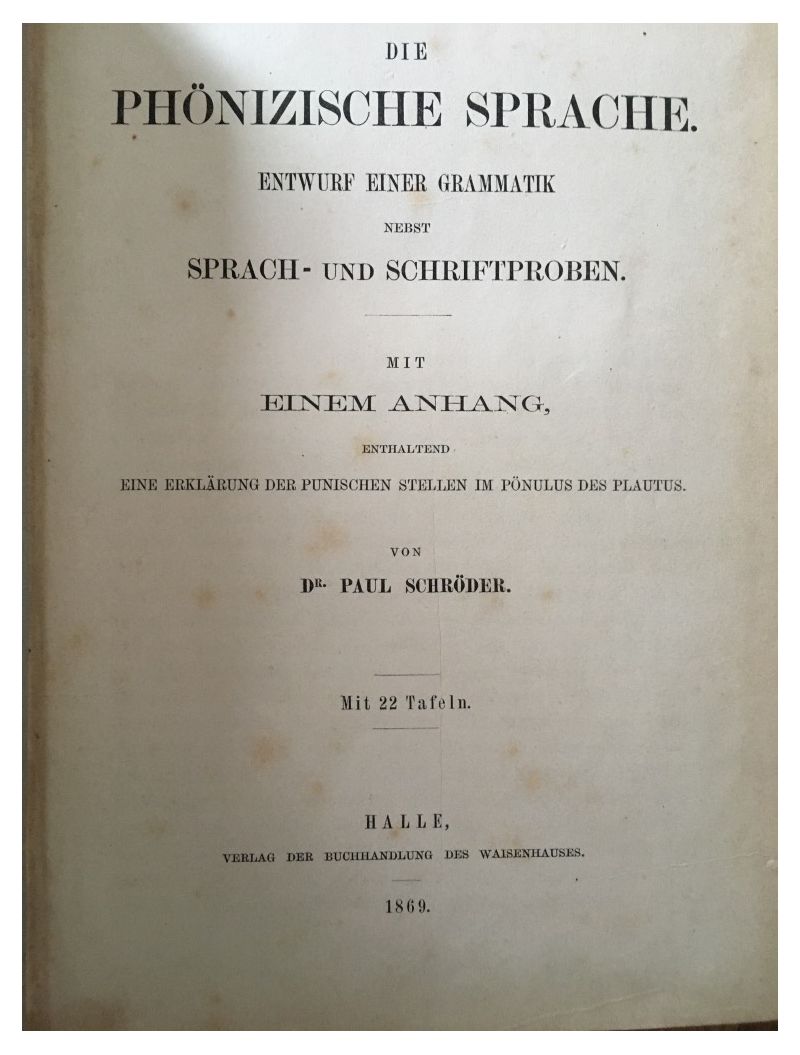 DIE
PHÖNIZISCHE SPRACHE.
ENTWURF EINER GRAMMATIK
NEBST
SPRACH- UND SCHRIFTPROBEN.
MIT
EINEM ANHANG,
ENTHALTEND
EINE ERKLÄRUNG DER PUNISCHEN STELLEN IM PÖNULUS DES PLAUTUS.
VON
DR. PAUL SCHRÖDER.
Mit 22 Tafeln.
HALLE,
VERLAG DER BUCHHANDLUNG DES WAISENHAUSES.
1869.